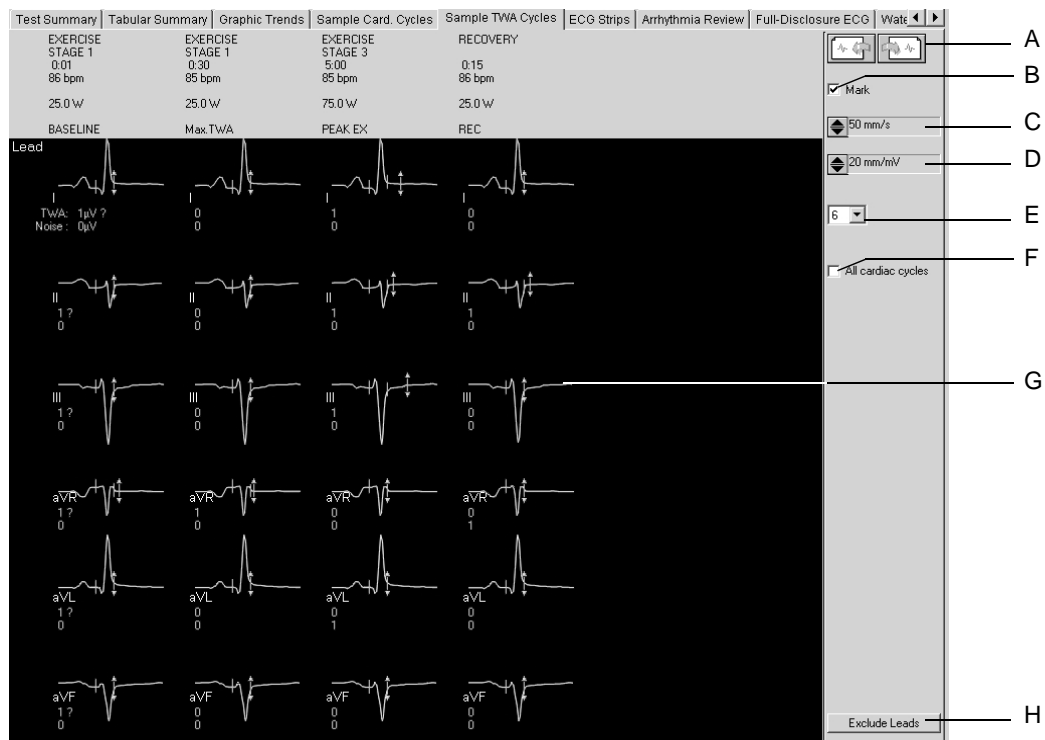 Test Summary Tabular Summary Graphic Trends Sample Card. Cycles Sample TWA Cycles ECG Strips Arrhythmia Review Full-Disclosure ECG Wate
EXERCISE EXERCISE EXERCISE RECOVERY
STAGE 1 STAGE 1 STAGE 3
0:01 0:30 5:00 0:15
86 bpm 85 bpm 85 bpm 86 bpm
25.0 W 25.0 W 75.0 W 25.0 W
BASELINE Max.TWA PEAK EX REC
A
B
Mark
50 mm/s C
20 mm/mV D
6 E
F
All cardiac cycles
Lead
I I I I
TWA: 1µV ? 0 1 0
Noise : 0µV 0 0 0
II II II II
1 ? 0 1 1
0 0 0 0
G
III III III III
1 ? 0 1 0
0 0 0 0
aVR aVR aVR aVR
1 ? 1 0 0
0 0 0 1
aVL aVL aVL aVL
1 ? 0 0 0
0 0 1 0
aVF aVF aVF aVF
1 ? 0 0 0
0 0 0 0
Exclude Leads H